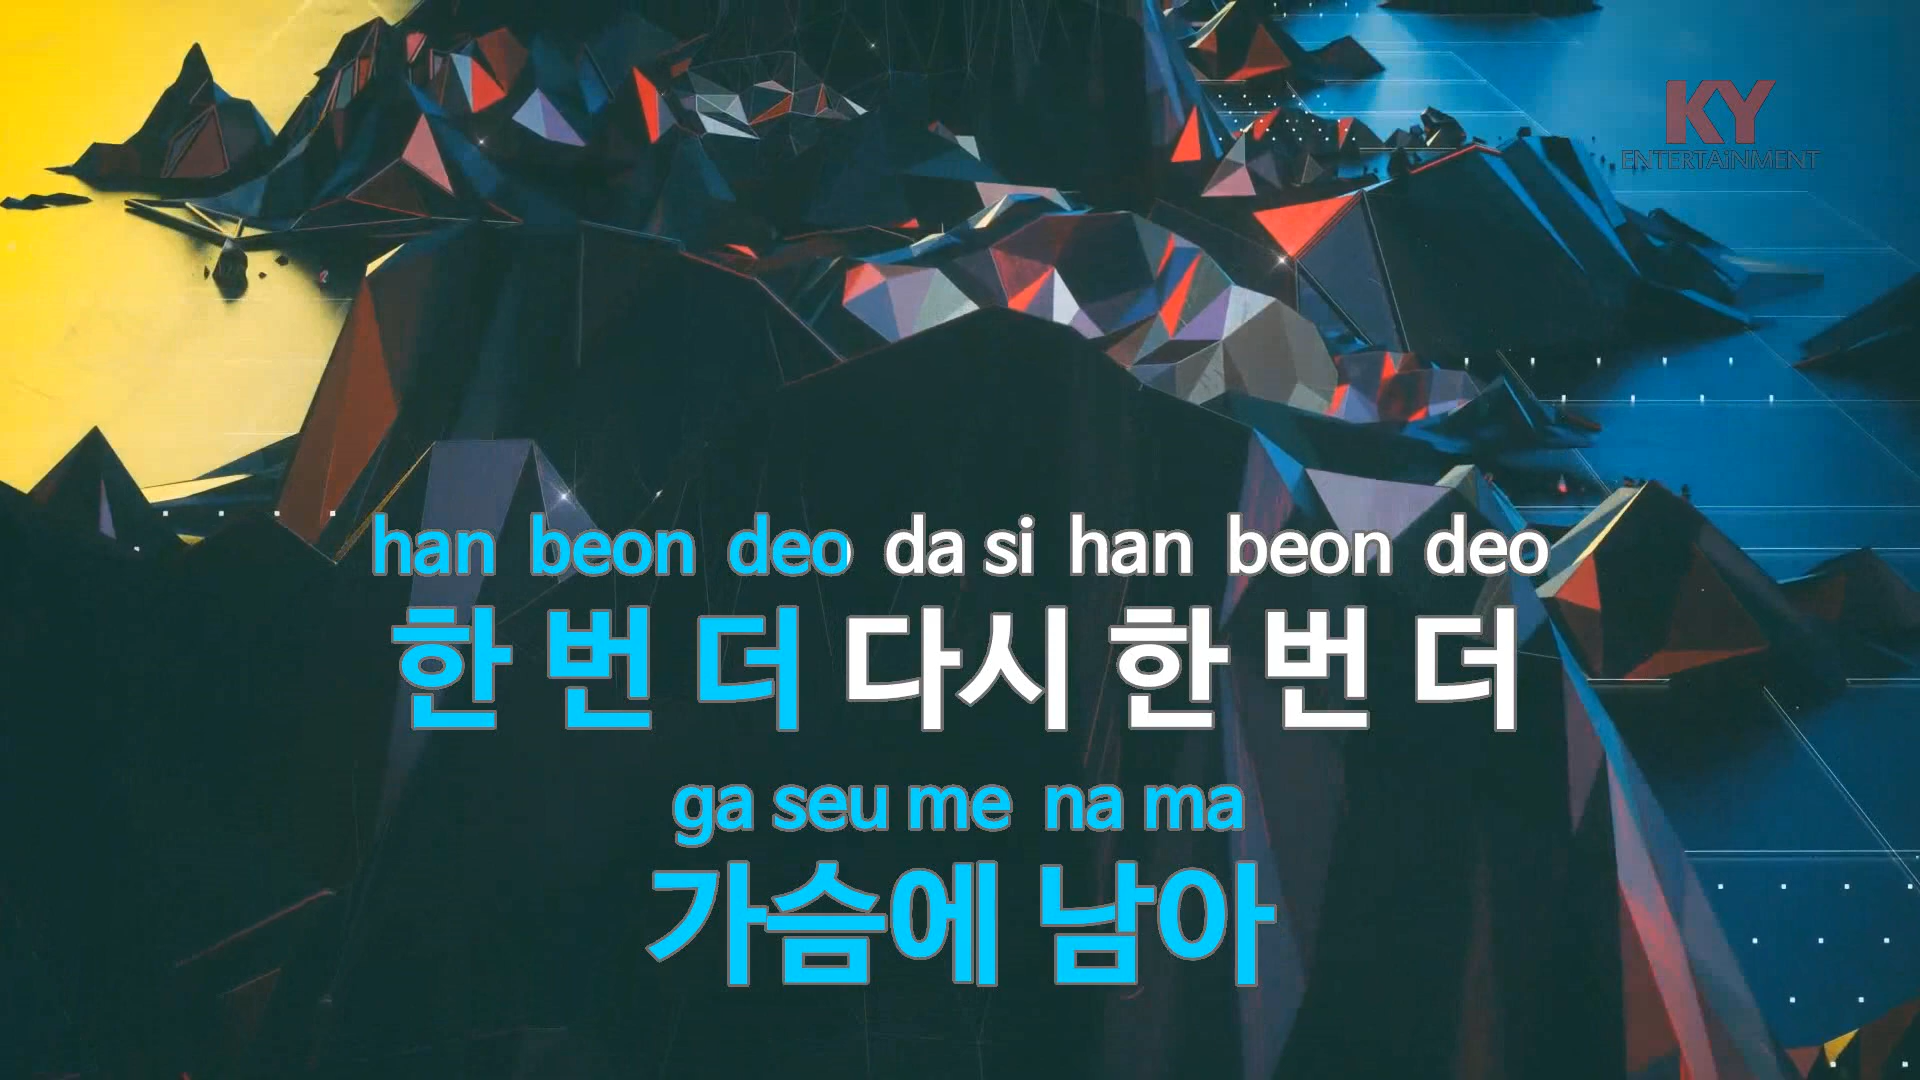 KY
ENTERTAINMENT
han beon deo da si han beon deo
한 번 더 다시 한 번 더
ga seu me na ma
가슴에 남아